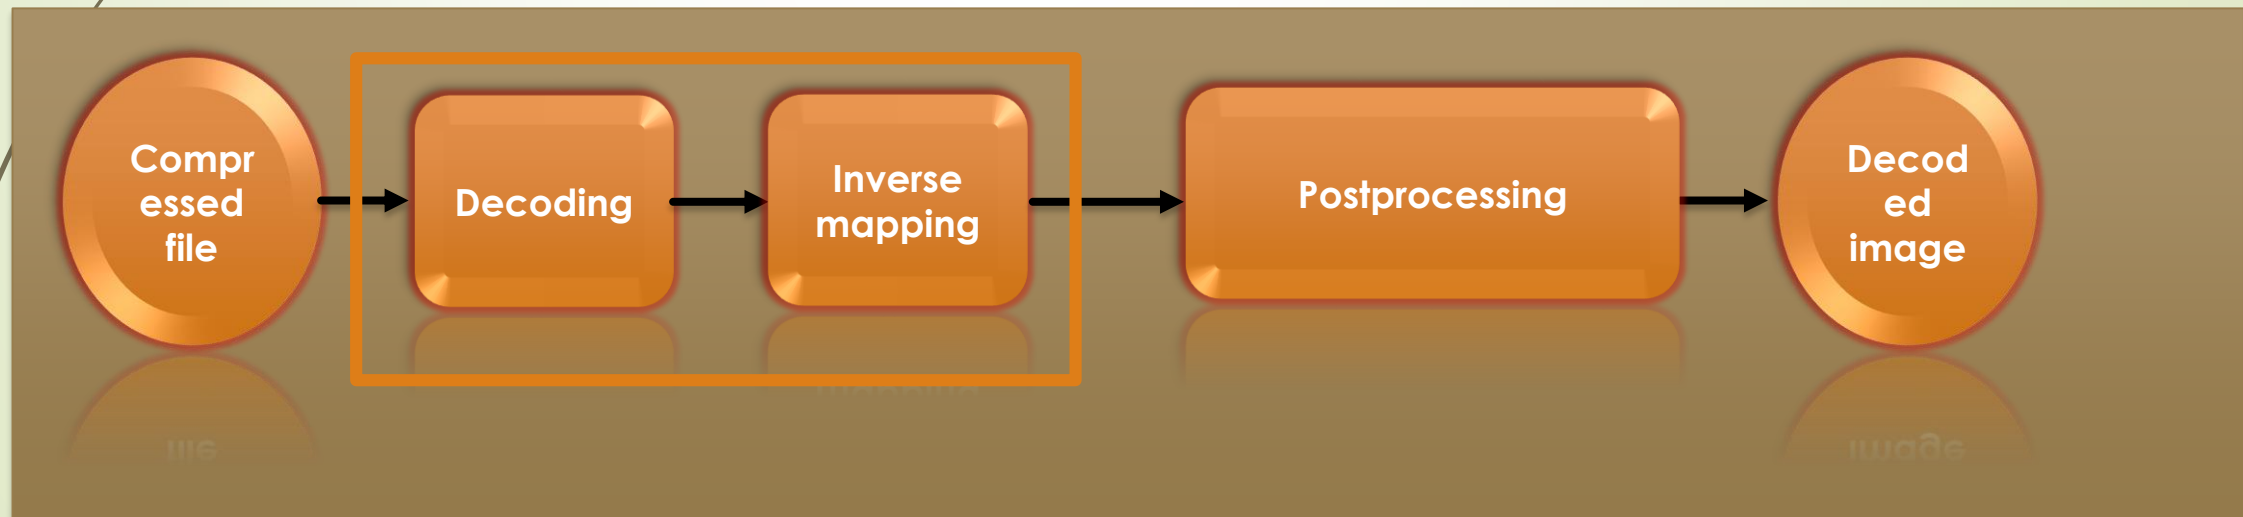 Compr
essed
file
Decoding
Inverse
mapping
Postprocessing
Decod
ed
image